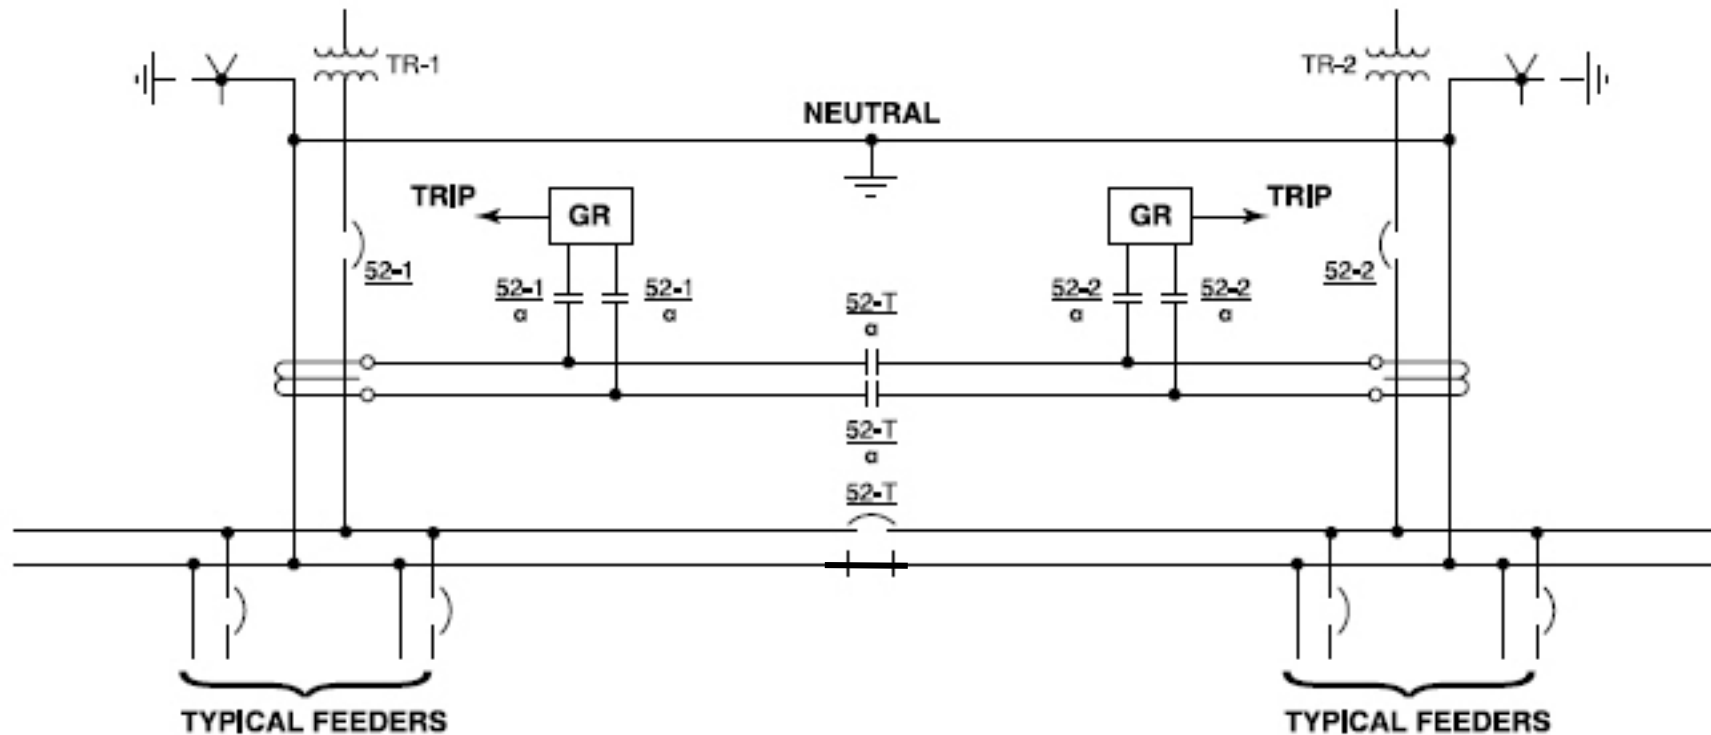 TR-1
TR-2
NEUTRAL
TRIP
GR
GR
TRIP
52-1
52-2
52-1
a
52-1
a
52-T
a
52-2
a
52-2
a
52-T
a
52-T
TYPICAL FEEDERS
TYPICAL FEEDERS